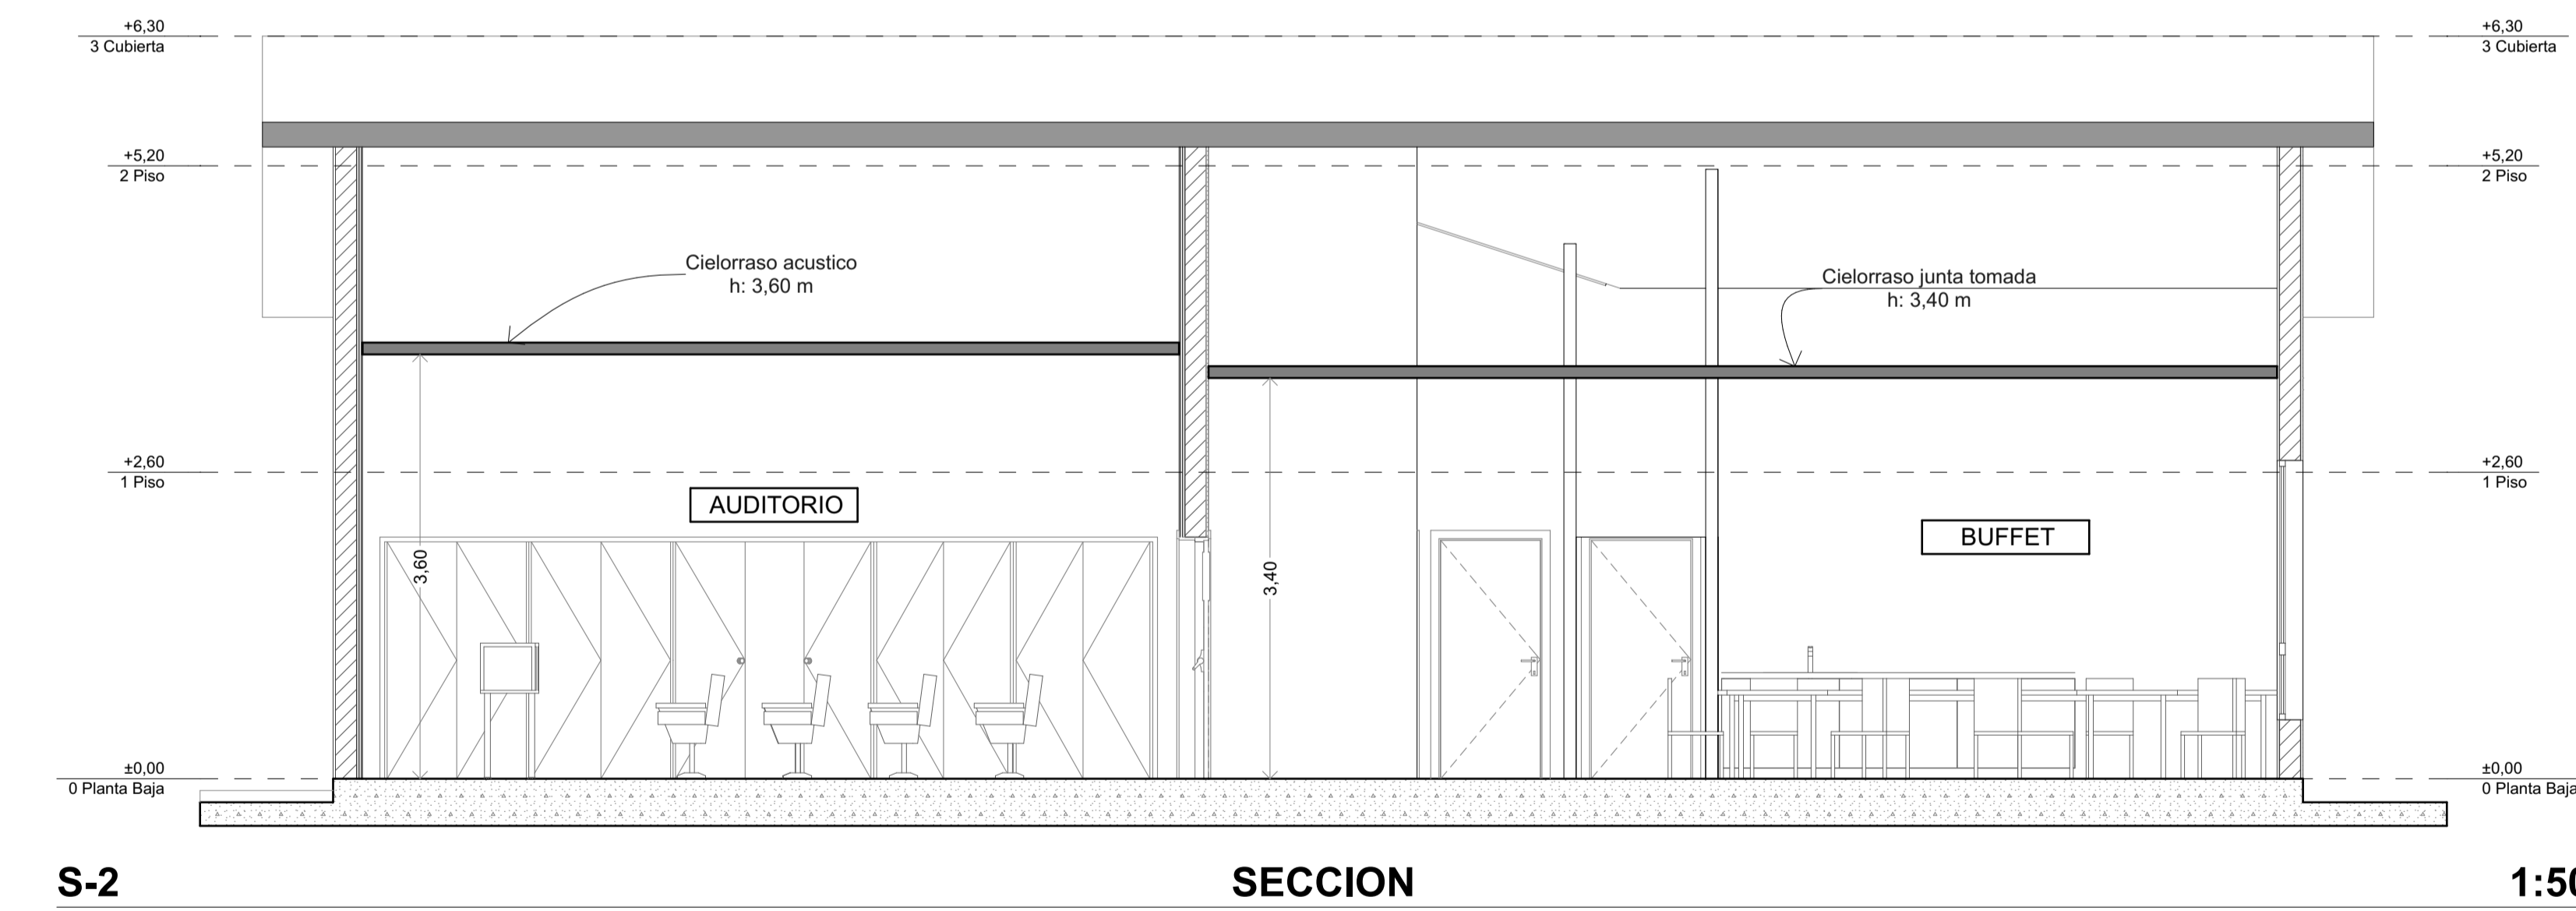 +6,30
3 Cubierta
+6,30
3 Cubierta
+5,20
2 Piso
+5,20
2 Piso
Cielorraso acustico
h: 3,60 m
Cielorraso junta tomada
h: 3,40 m
+2,60
1 Piso
+2,60
1 Piso
AUDITORIO
BUFFET
3,60
3,40
±0,00
0 Planta Baja
±0,00
0 Planta Baja
S-2
SECCION
1:50